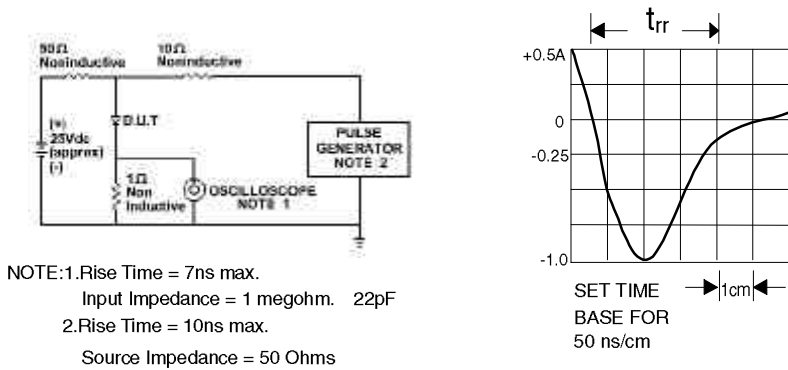 50Ω
Noninductive
10Ω
Noninductive
D.U.T
(+)
25Vdc
(approx)
(-)
PULSE
GENERATOR
NOTE 2
1Ω
Non
Inductive
OSCILLOSCOPE
NOTE 1
NOTE:1.Rise Time = 7ns max.
Input Impedance = 1 megohm. 22pF
2.Rise Time = 10ns max.
Source Impedance = 50 Ohms
trr
+0.5A
0
-0.25
-1.0
SET TIME
BASE FOR
50 ns/cm
1cm